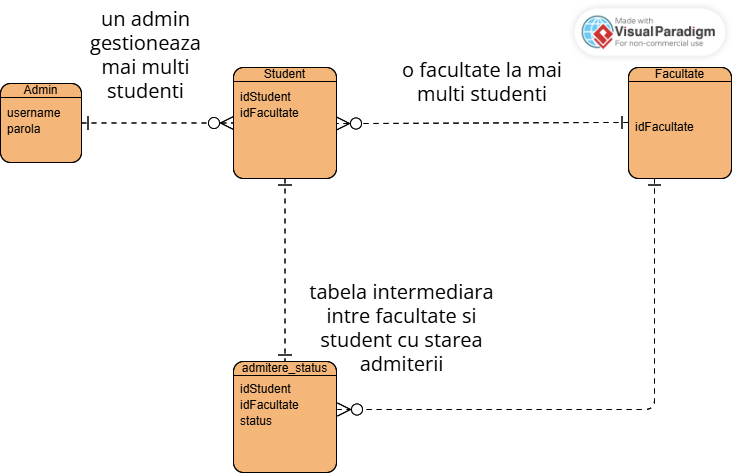 un admin
gestioneaza
mai multi
studenti
Made with
VisualParadigm
For non-commercial use
o facultate la mai
multi studenti
Admin
username
parola
Student
idStudent
idFacultate
Facultate
idFacultate
tabela intermediara
intre facultate si
student cu starea
admiterii
admitere_status
idStudent
idFacultate
status